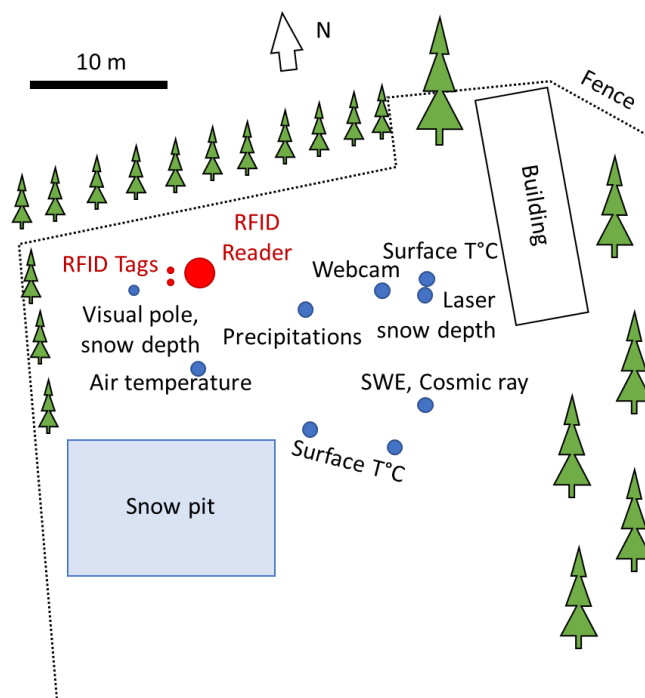 N
10 m
Fence
Building
RFID
Reader
RFID Tags
Surface T°C
Webcam
Laser
snow depth
Visual pole,
snow depth
Precipitations
Air temperature
SWE, Cosmic ray
Surface T°C
Snow pit